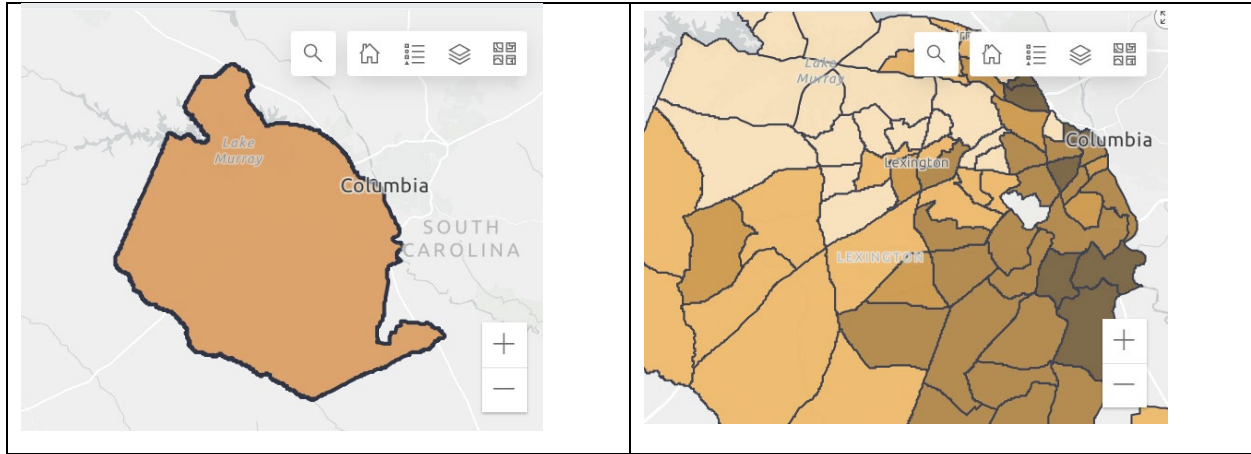 Lake
Murray
Columbia
SOUTH
CAROLINA
+
−
Lake
Murray
Columbia
Lexington
LEXINGTON
+
−